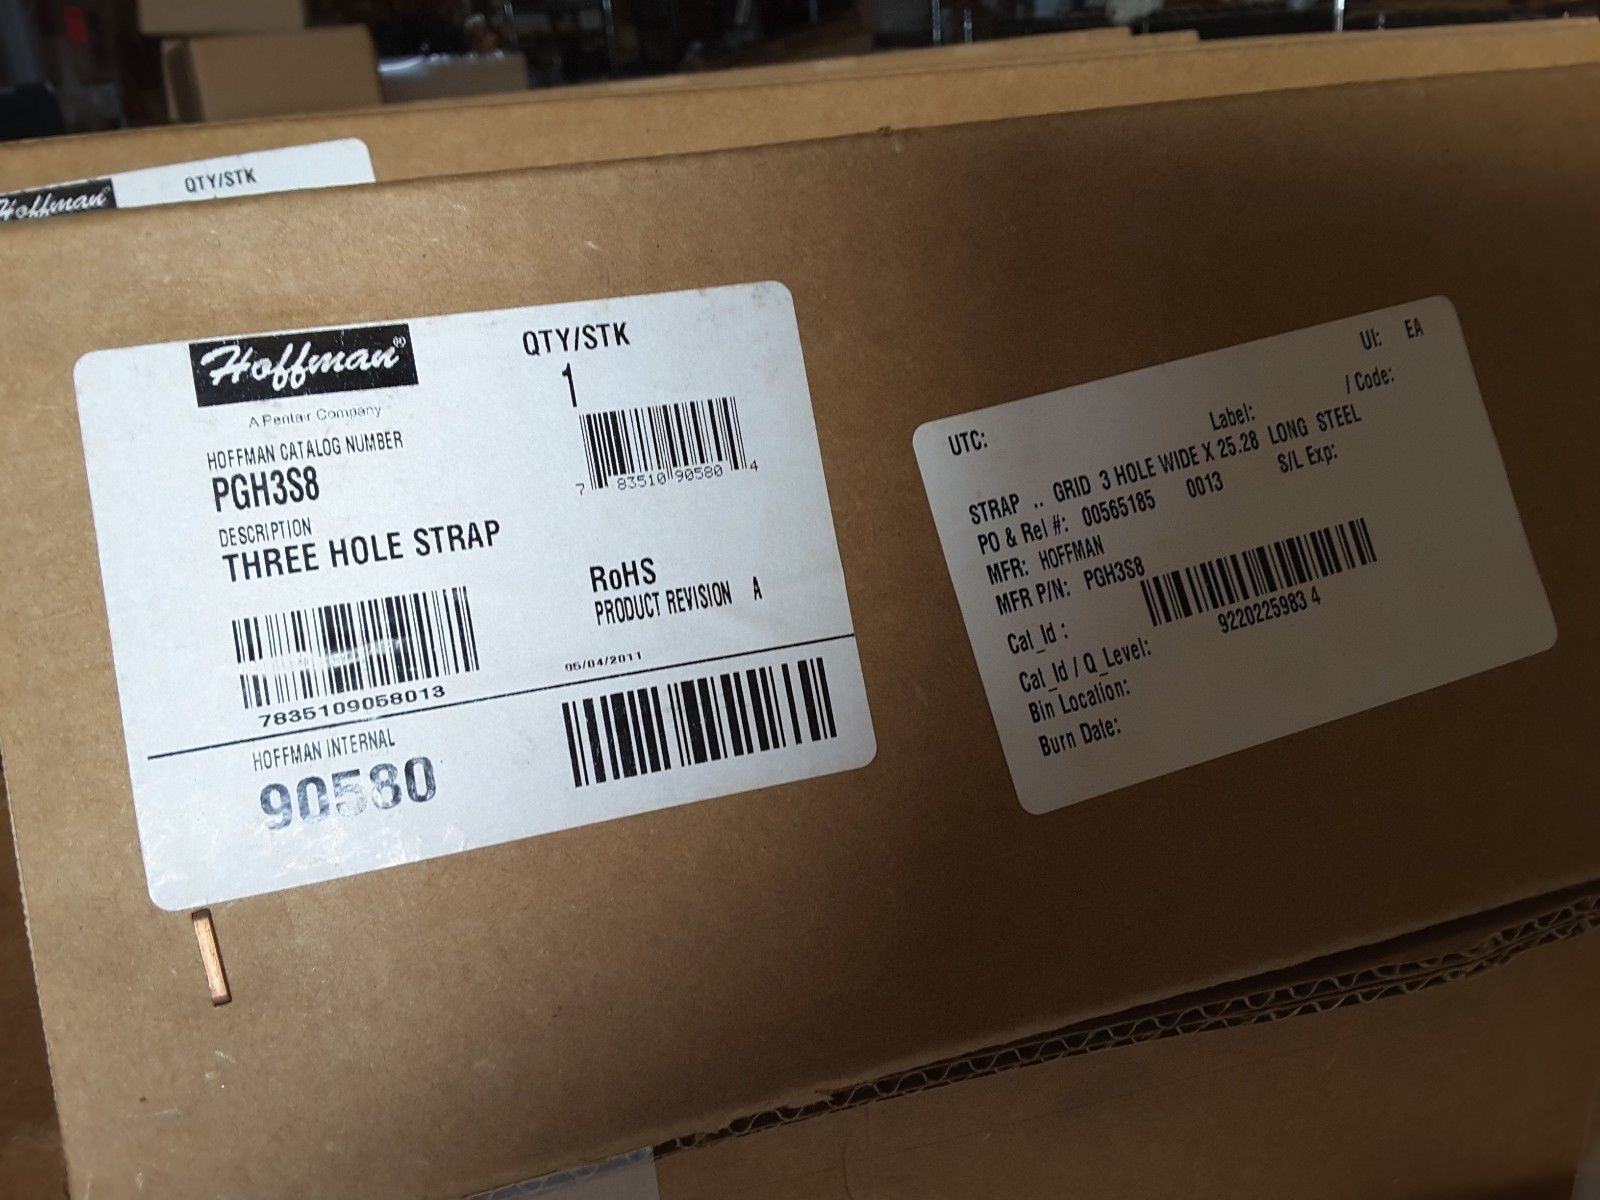 Hoffman
QTY/STK
Hoffman®
A Pentair Company
QTY/STK
1
7 83510 90580 4
HOFFMAN CATALOG NUMBER
PGH3S8
DESCRIPTION
THREE HOLE STRAP
RoHS
PRODUCT REVISION A
7835109058013
05/04/2011
HOFFMAN INTERNAL
90580
UI: EA
/ Code:
UTC:
Label:
STRAP .. GRID 3 HOLE WIDE X 25.28 LONG STEEL
PO & Rel #: 00565185 0013 S/L Exp:
MFR: HOFFMAN
MFR P/N: PGH3S8
Cat_Id :
9220225983 4
Cat_Id / Q_Level:
Bin Location:
Burn Date: